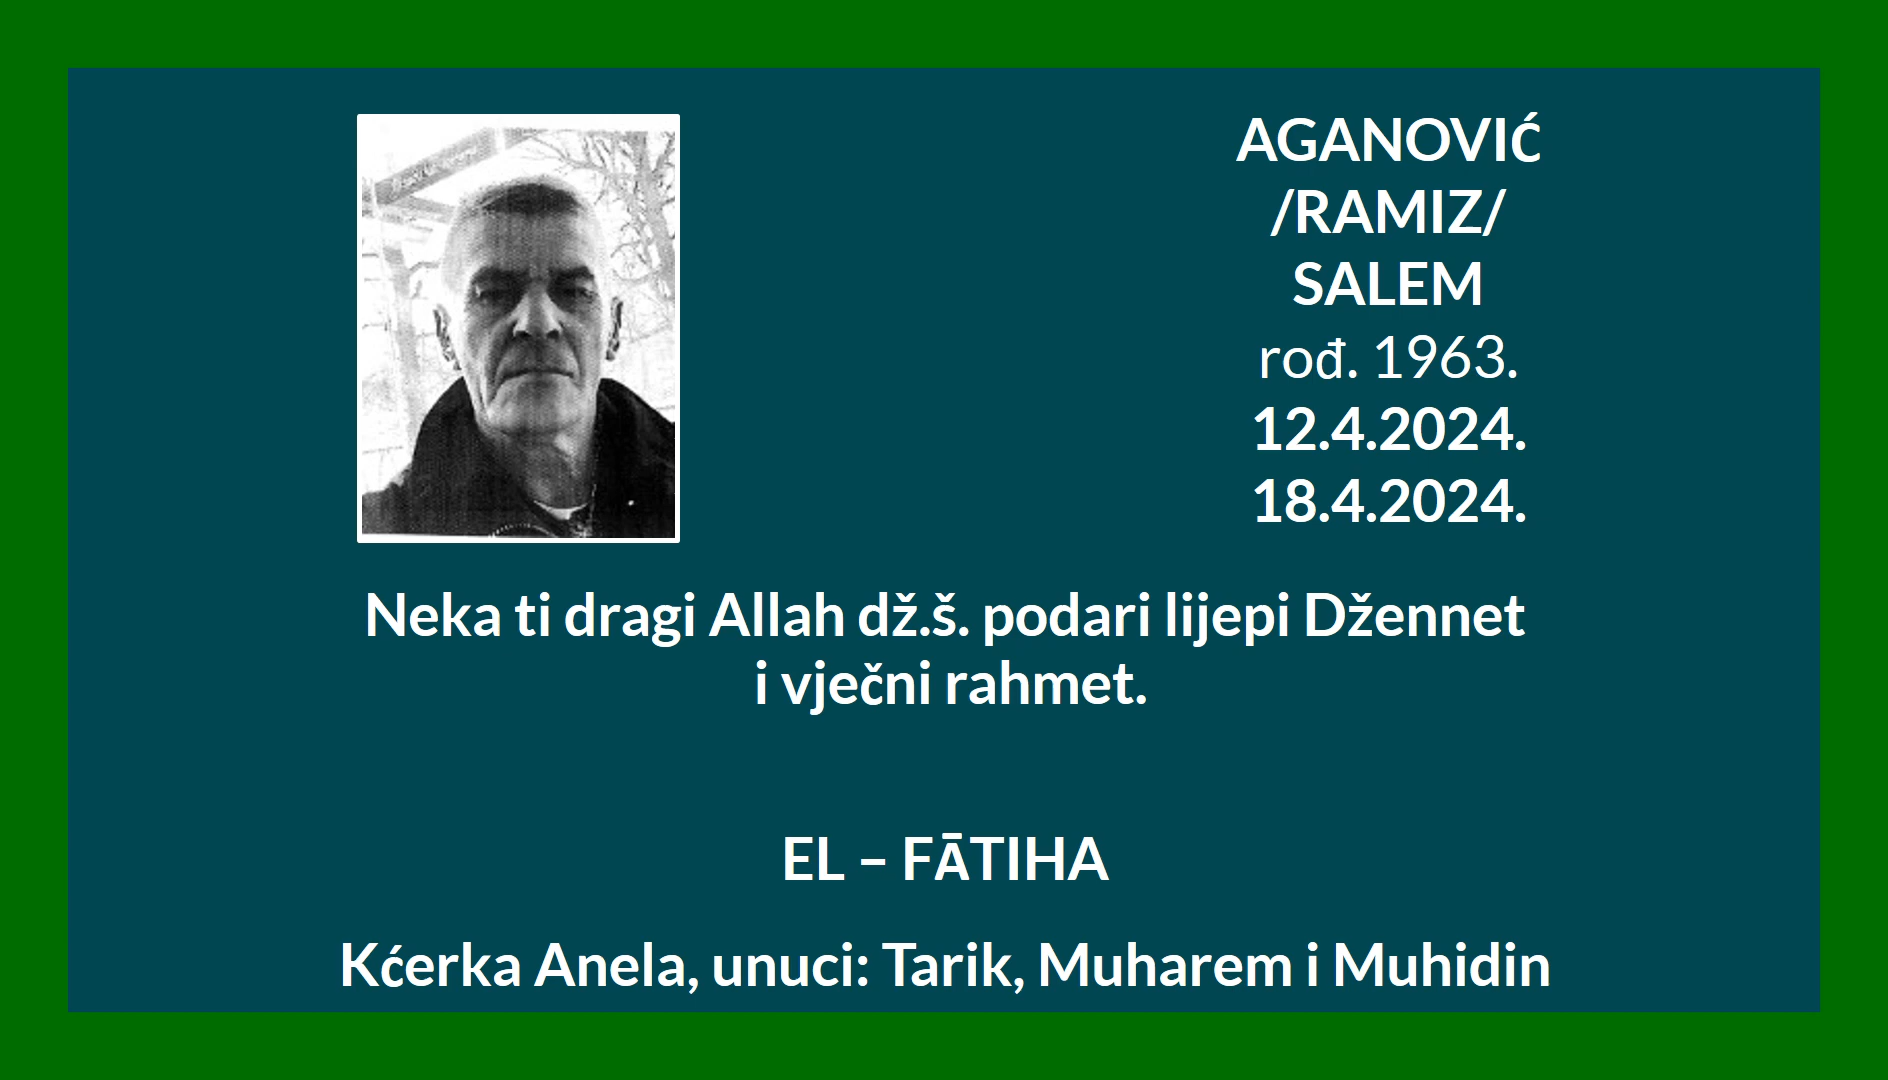 AGANOVIĆ
/RAMIZ/
SALEM
rođ. 1963.
12.4.2024.
18.4.2024.
Neka ti dragi Allah dž.š. podari lijepi Džennet
i vječni rahmet.
EL – FĀTIHA
Kćerka Anela, unuci: Tarik, Muharem i Muhidin